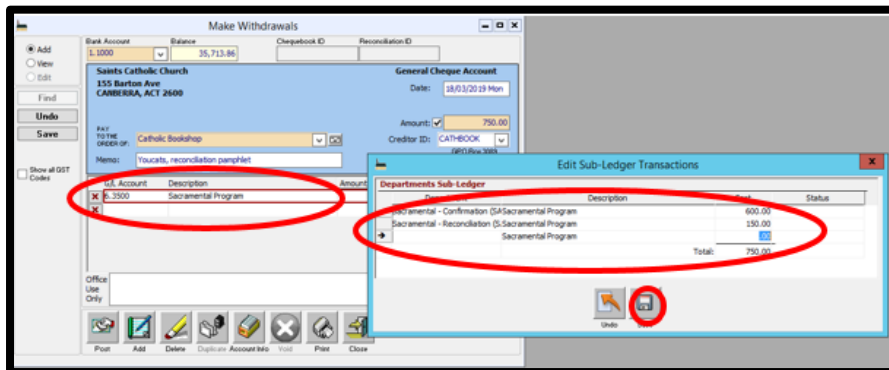 Make Withdrawals
Add
View
Edit
Find
Undo
Save
Show all GST
Codes
Bank Account Balance Chequebook ID Reconciliation ID
1.1000 35,713.86
Saints Catholic Church General Cheque Account
155 Barton Ave
CANBERRA, ACT 2600
Date: 18/03/2019 Mon
Amount: 750.00
PAY
TO THE
ORDER OF: Catholic Bookshop Creditor ID: CATHBOOK
GPO Box 2083
Memo: Youcats, reconciliation pamphlet
G/L Account Description Amount
6.3500 Sacramental Program
Office
Use
Only
Post Add Delete Duplicate Account Info Void Print Close
Edit Sub-Ledger Transactions
Departments Sub-Ledger
Description Cost Status
Sacramental - Confirmation Sacramental Program 600.00
Sacramental - Reconciliation Sacramental Program 150.00
Sacramental Program .00
Total: 750.00
Undo